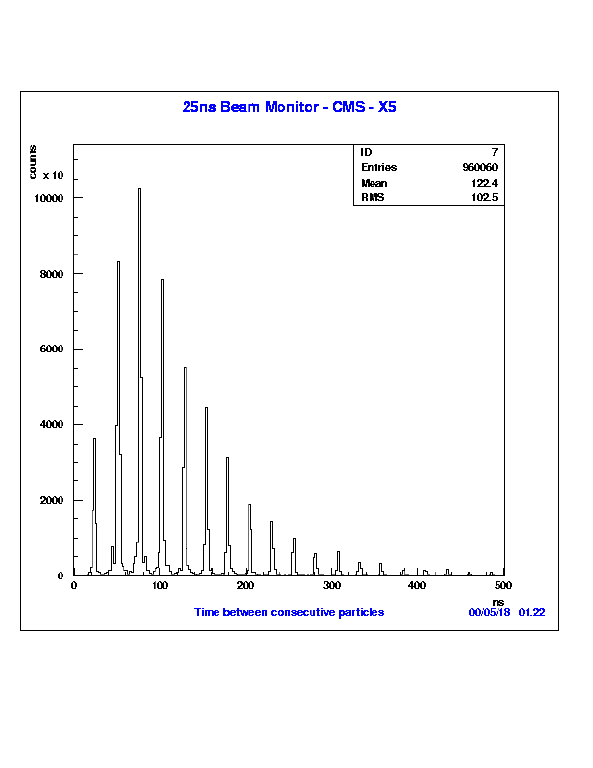 25ns Beam Monitor - CMS - X5
counts
x 10
ID 7
Entries 960060
Mean 122.4
RMS 102.5
10000
8000
6000
4000
2000
0
0 100 200 300 400 500
ns
Time between consecutive particles 00/05/18 01.22